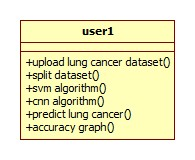 user1
+upload lung cancer dataset()
+split dataset()
+svm algorithm()
+cnn algorithm()
+predict lung cancer()
+accuracy graph()